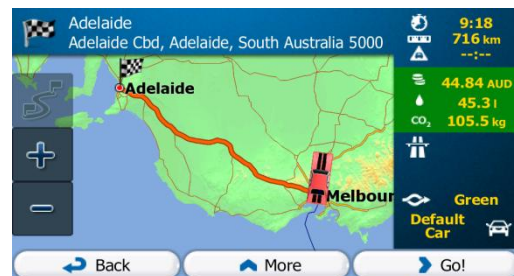 Adelaide
Adelaide Cbd, Adelaide, South Australia 5000
9:18
716 km
--:--
44.84 AUD
45.3 l
CO₂ 105.5 kg
Adelaide
Melbour
Green
Default
Car
Back
More
Go!